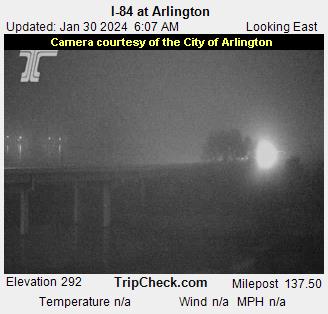 I-84 at Arlington
Updated: Jan 30 2024 6:07 AM Looking East
Camera courtesy of the City of Arlington
Elevation 292 TripCheck.com Milepost 137.50
Temperature n/a Wind n/a MPH n/a